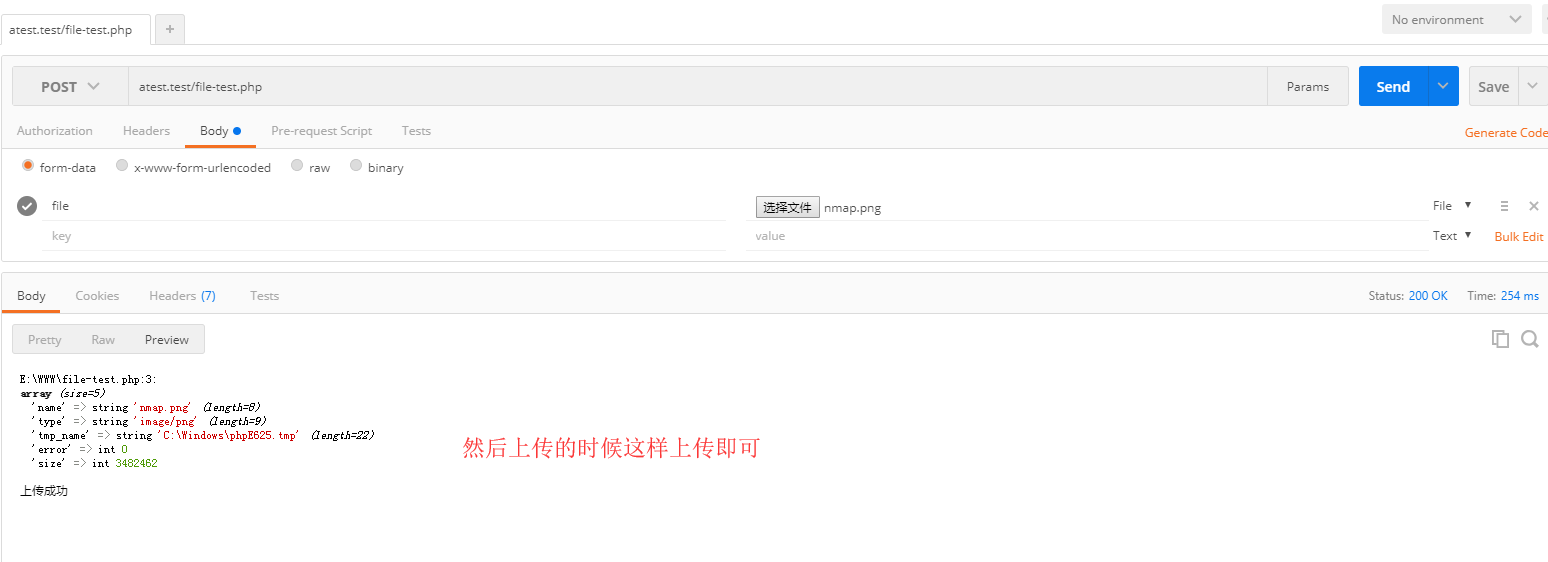 atest.test/file-test.php
+
No environment
POST
atest.test/file-test.php
Params
Send
Save
Authorization
Headers
Body
Pre-request Script
Tests
Generate Code
form-data
x-www-form-urlencoded
raw
binary
file
选择文件 nmap.png
File
key
value
Text
Bulk Edit
Body
Cookies
Headers (7)
Tests
Status: 200 OK
Time: 254 ms
Pretty
Raw
Preview
E:\WWW\file-test.php:3:
array (size=5)
'name' => string 'nmap.png' (length=8)
'type' => string 'image/png' (length=9)
'tmp_name' => string 'C:\Windows\phpE625.tmp' (length=22)
'error' => int 0
'size' => int 3482462
然后上传的时候这样上传即可
上传成功